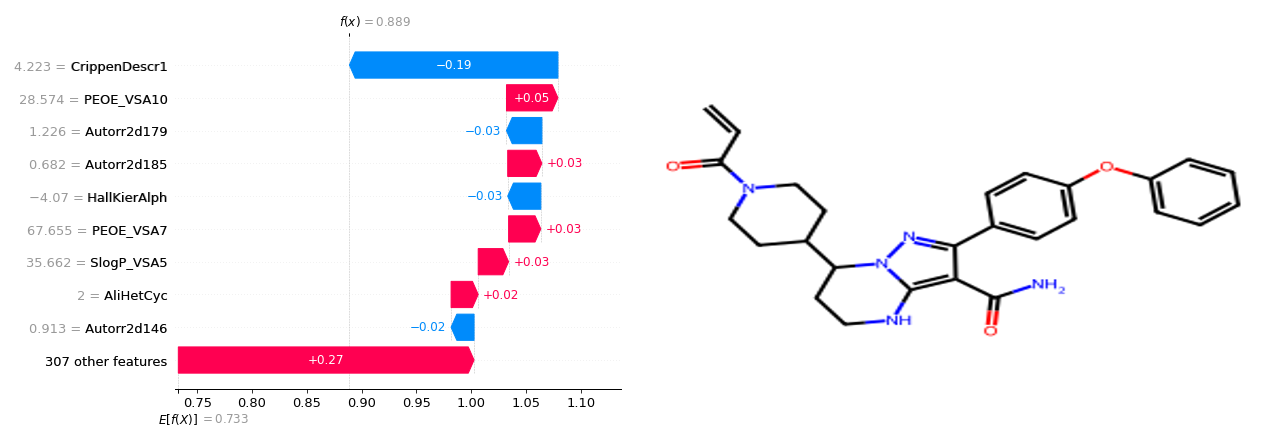 f(x) = 0.889
4.223 = CrippenDescr1
−0.19
28.574 = PEOE_VSA10
+0.05
1.226 = Autorr2d179
−0.03
0.682 = Autorr2d185
+0.03
−4.07 = HallKierAlph
−0.03
67.655 = PEOE_VSA7
+0.03
35.662 = SlogP_VSA5
+0.03
2 = AliHetCyc
+0.02
0.913 = Autorr2d146
−0.02
307 other features
+0.27
0.75 0.80 0.85 0.90 0.95 1.00 1.05 1.10
E[f(X)] = 0.733
O
N
N
N
NH
O
NH2
O